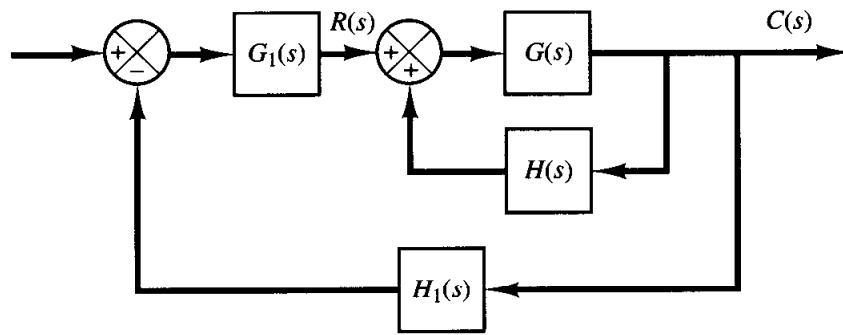 R(s)
C(s)
+
−
G₁(s)
+
+
G(s)
H(s)
H₁(s)